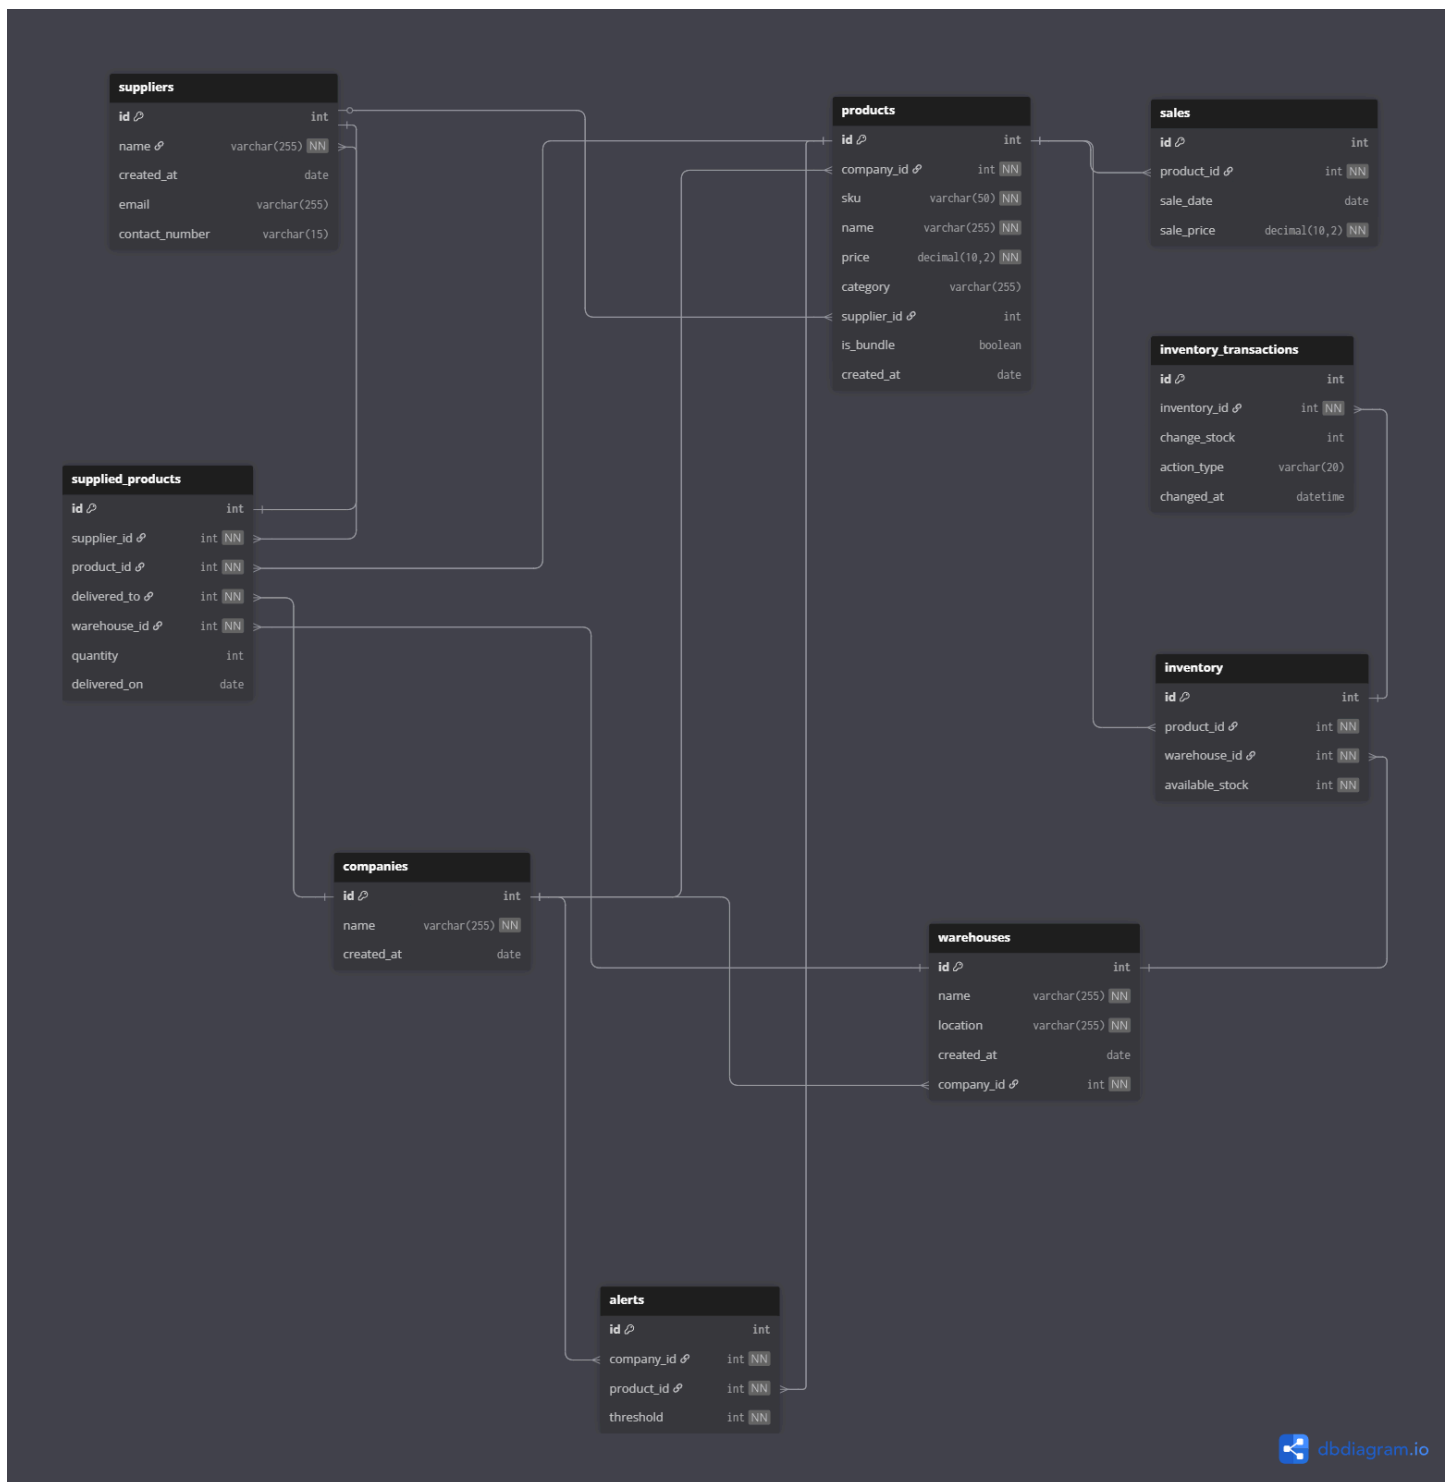 suppliers
id int
name varchar(255) NN
created_at date
email varchar(255)
contact_number varchar(15)
products
id int
company_id int NN
sku varchar(50) NN
name varchar(255) NN
price decimal(10,2) NN
category varchar(255)
supplier_id int
is_bundle boolean
created_at date
sales
id int
product_id int NN
sale_date date
sale_price decimal(10,2) NN
inventory_transactions
id int
inventory_id int NN
change_stock int
action_type varchar(20)
changed_at datetime
supplied_products
id int
supplier_id int NN
product_id int NN
delivered_to int NN
warehouse_id int NN
quantity int
delivered_on date
inventory
id int
product_id int NN
warehouse_id int NN
available_stock int NN
companies
id int
name varchar(255) NN
created_at date
warehouses
id int
name varchar(255) NN
location varchar(255) NN
created_at date
company_id int NN
alerts
id int
company_id int NN
product_id int NN
threshold int NN
dbdiagram.io